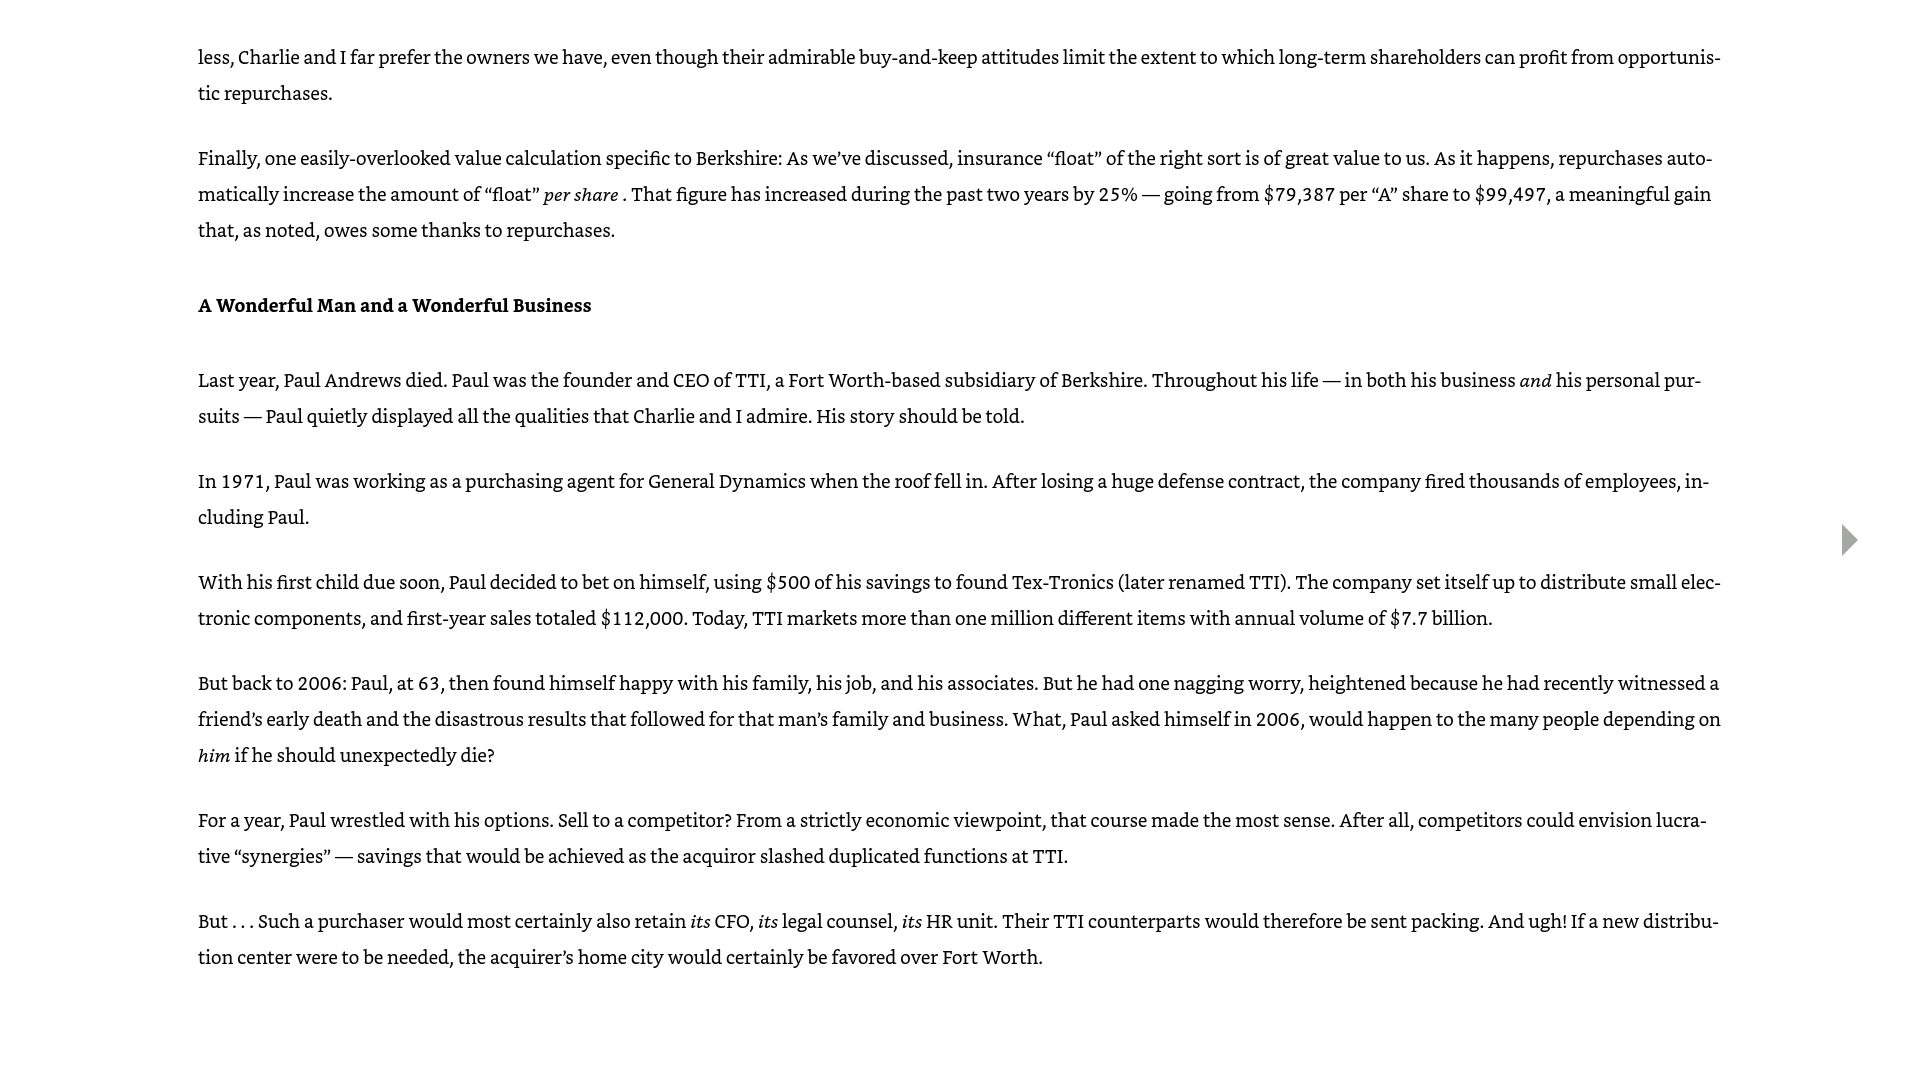 less, Charlie and I far prefer the owners we have, even though their admirable buy-and-keep attitudes limit the extent to which long-term shareholders can profit from opportunis-
tic repurchases.
Finally, one easily-overlooked value calculation specific to Berkshire: As we’ve discussed, insurance “float” of the right sort is of great value to us. As it happens, repurchases auto-
matically increase the amount of “float” per share . That figure has increased during the past two years by 25% — going from $79,387 per “A” share to $99,497, a meaningful gain
that, as noted, owes some thanks to repurchases.
A Wonderful Man and a Wonderful Business
Last year, Paul Andrews died. Paul was the founder and CEO of TTI, a Fort Worth-based subsidiary of Berkshire. Throughout his life — in both his business and his personal pur-
suits — Paul quietly displayed all the qualities that Charlie and I admire. His story should be told.
In 1971, Paul was working as a purchasing agent for General Dynamics when the roof fell in. After losing a huge defense contract, the company fired thousands of employees, in-
cluding Paul.
With his first child due soon, Paul decided to bet on himself, using $500 of his savings to found Tex-Tronics (later renamed TTI). The company set itself up to distribute small elec-
tronic components, and first-year sales totaled $112,000. Today, TTI markets more than one million different items with annual volume of $7.7 billion.
But back to 2006: Paul, at 63, then found himself happy with his family, his job, and his associates. But he had one nagging worry, heightened because he had recently witnessed a
friend’s early death and the disastrous results that followed for that man’s family and business. What, Paul asked himself in 2006, would happen to the many people depending on
him if he should unexpectedly die?
For a year, Paul wrestled with his options. Sell to a competitor? From a strictly economic viewpoint, that course made the most sense. After all, competitors could envision lucra-
tive “synergies” — savings that would be achieved as the acquiror slashed duplicated functions at TTI.
But . . . Such a purchaser would most certainly also retain its CFO, its legal counsel, its HR unit. Their TTI counterparts would therefore be sent packing. And ugh! If a new distribu-
tion center were to be needed, the acquirer’s home city would certainly be favored over Fort Worth.